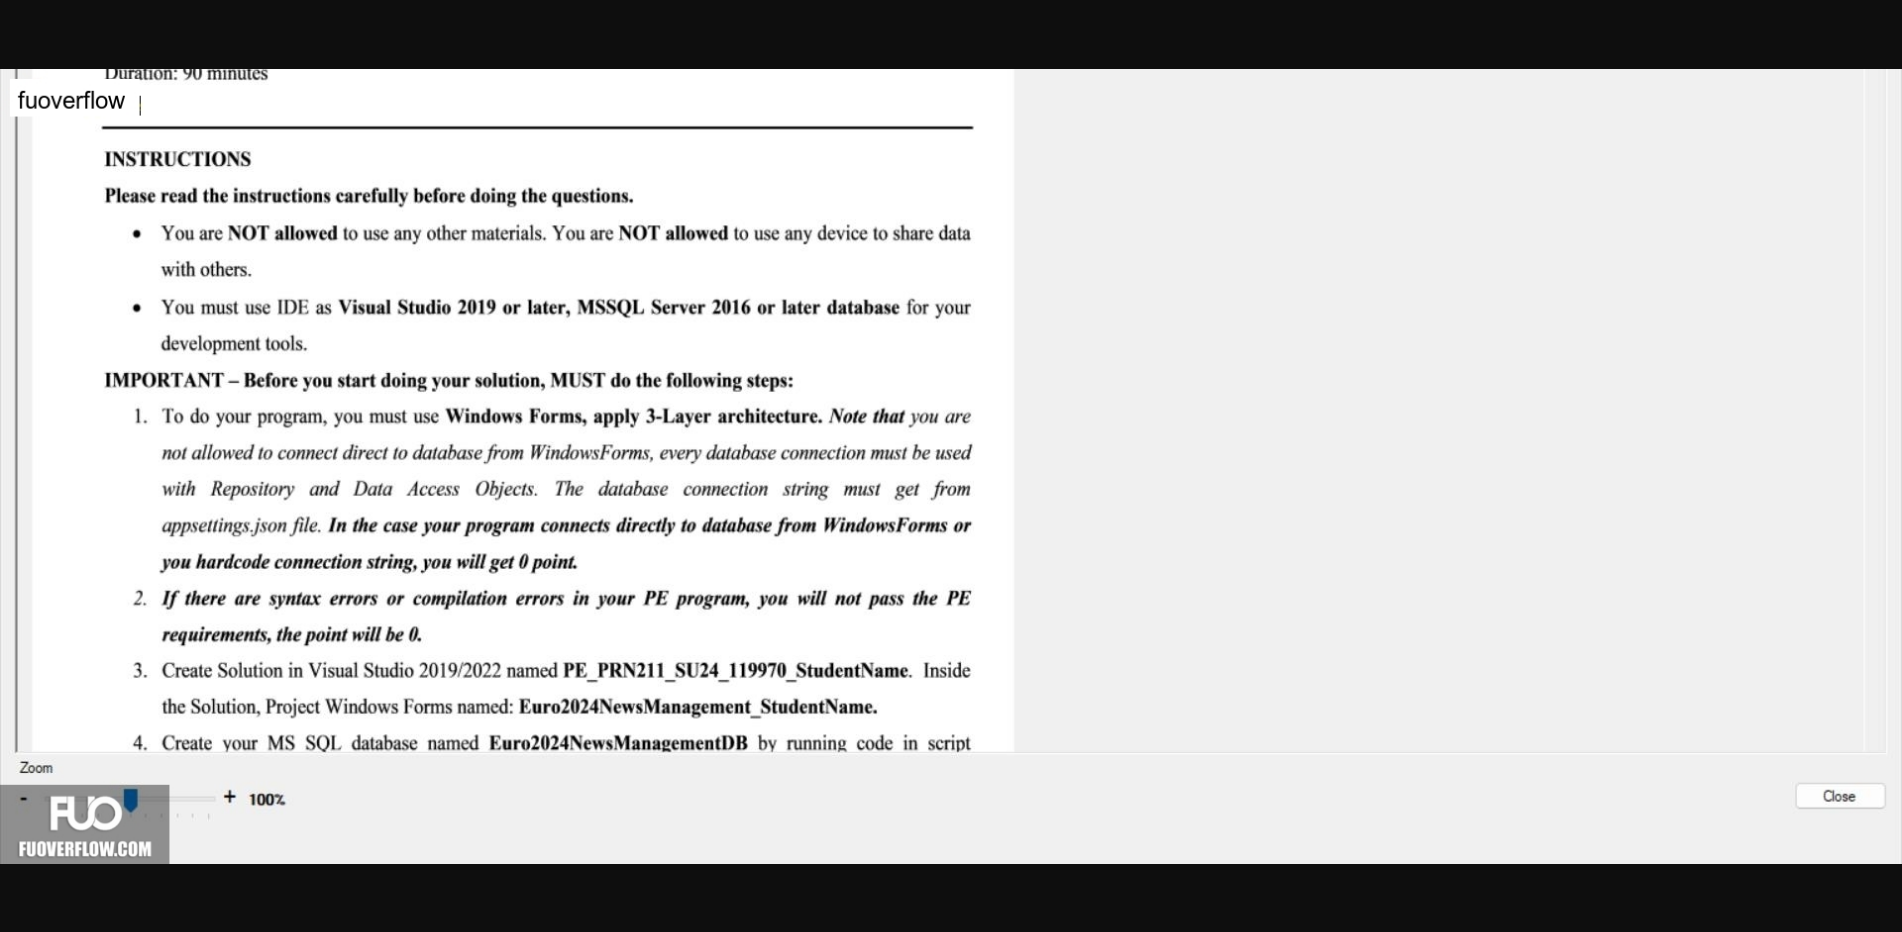 Duration: 90 minutes
fuoverflow
INSTRUCTIONS
Please read the instructions carefully before doing the questions.
• You are NOT allowed to use any other materials. You are NOT allowed to use any device to share data
with others.
• You must use IDE as Visual Studio 2019 or later, MSSQL Server 2016 or later database for your
development tools.
IMPORTANT – Before you start doing your solution, MUST do the following steps:
1. To do your program, you must use Windows Forms, apply 3-Layer architecture. Note that you are
not allowed to connect direct to database from WindowsForms, every database connection must be used
with Repository and Data Access Objects. The database connection string must get from
appsettings.json file. In the case your program connects directly to database from WindowsForms or
you hardcode connection string, you will get 0 point.
2. If there are syntax errors or compilation errors in your PE program, you will not pass the PE
requirements, the point will be 0.
3. Create Solution in Visual Studio 2019/2022 named PE_PRN211_SU24_119970_StudentName. Inside
the Solution, Project Windows Forms named: Euro2024NewsManagement_StudentName.
4. Create your MS SQL database named Euro2024NewsManagementDB by running code in script
Zoom
- + 100%
Close
FUO
FUOVERFLOW.COM